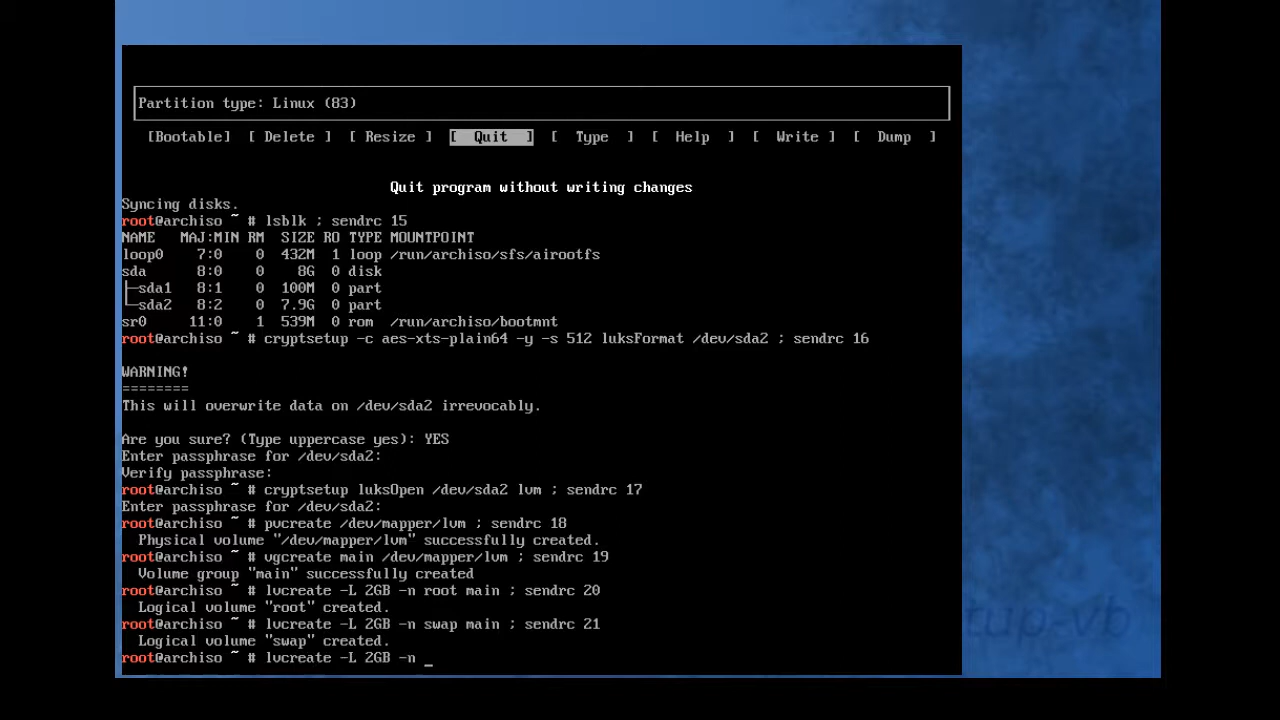 Partition type: Linux (83)
[Bootable] [ Delete ] [ Resize ] [ Quit ] [ Type ] [ Help ] [ Write ] [ Dump ]
Quit program without writing changes
Syncing disks.
root@archiso ~ # lsblk ; sendrc 15
NAME MAJ:MIN RM SIZE RO TYPE MOUNTPOINT
loop0 7:0 0 432M 1 loop /run/archiso/sfs/airootfs
sda 8:0 0 8G 0 disk
├─sda1 8:1 0 100M 0 part
└─sda2 8:2 0 7.9G 0 part
sr0 11:0 1 539M 0 rom /run/archiso/bootmnt
root@archiso ~ # cryptsetup -c aes-xts-plain64 -y -s 512 luksFormat /dev/sda2 ; sendrc 16
WARNING!
========
This will overwrite data on /dev/sda2 irrevocably.
Are you sure? (Type uppercase yes): YES
Enter passphrase for /dev/sda2:
Verify passphrase:
root@archiso ~ # cryptsetup luksOpen /dev/sda2 lvm ; sendrc 17
Enter passphrase for /dev/sda2:
root@archiso ~ # pvcreate /dev/mapper/lvm ; sendrc 18
Physical volume "/dev/mapper/lvm" successfully created.
root@archiso ~ # vgcreate main /dev/mapper/lvm ; sendrc 19
Volume group "main" successfully created
root@archiso ~ # lvcreate -L 2GB -n root main ; sendrc 20
Logical volume "root" created.
root@archiso ~ # lvcreate -L 2GB -n swap main ; sendrc 21
Logical volume "swap" created.
root@archiso ~ # lvcreate -L 2GB -n _
tup-vb